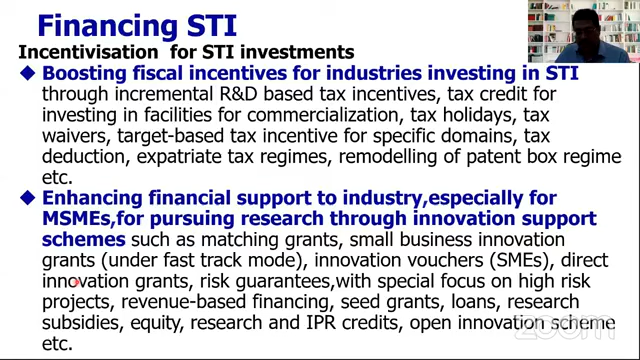 Financing STI
Incentivisation for STI investments
Boosting fiscal incentives for industries investing in STI
through incremental R&D based tax incentives, tax credit for
investing in facilities for commercialization, tax holidays, tax
waivers, target-based tax incentive for specific domains, tax
deduction, expatriate tax regimes, remodelling of patent box regime
etc.
Enhancing financial support to industry,especially for
MSMEs,for pursuing research through innovation support
schemes such as matching grants, small business innovation
grants (under fast track mode), innovation vouchers (SMEs), direct
innovation grants, risk guarantees,with special focus on high risk
projects, revenue-based financing, seed grants, loans, research
subsidies, equity, research and IPR credits, open innovation scheme
etc.
zoom